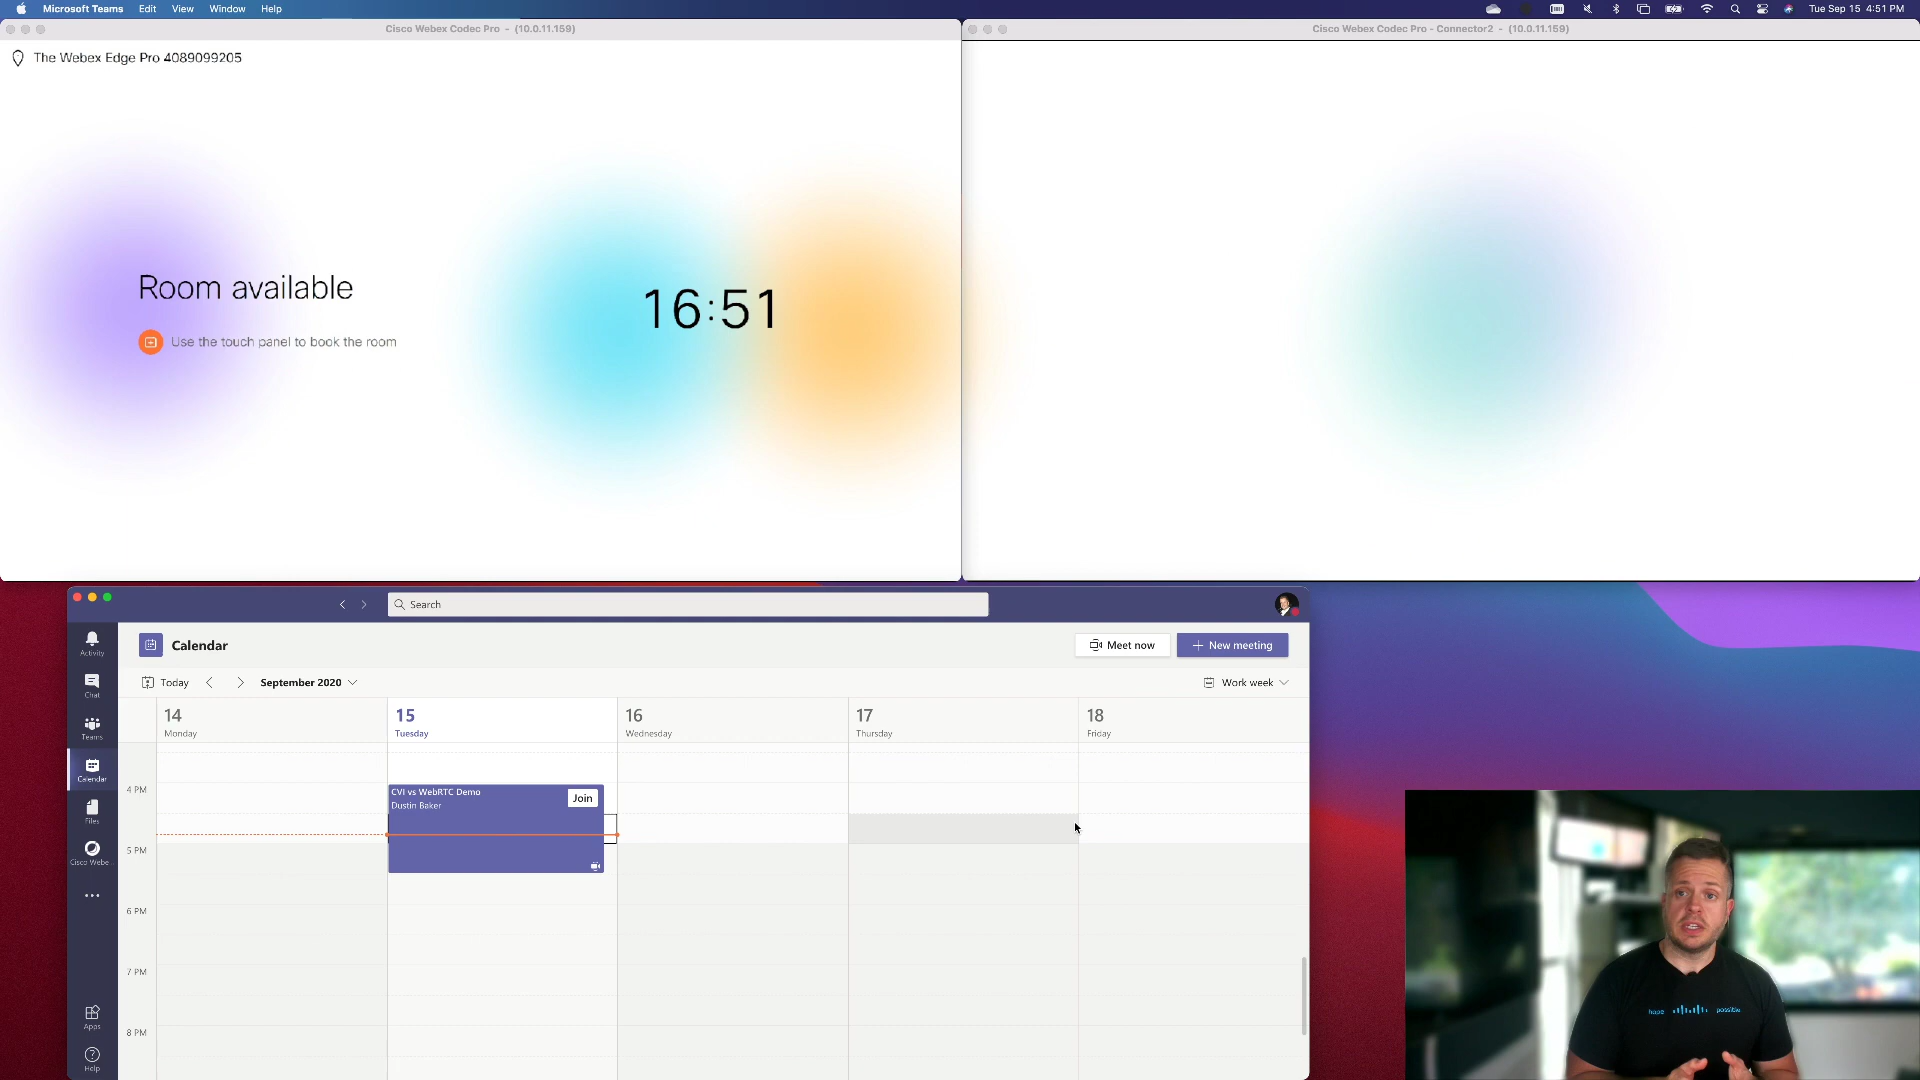 Microsoft Teams Edit View Window Help
Tue Sep 15 4:51 PM
Cisco Webex Codec Pro - (10.0.11.159)
Cisco Webex Codec Pro - Connector2 - (10.0.11.159)
The Webex Edge Pro 4089099205
Room available
16:51
Use the touch panel to book the room
Search
Activity
Chat
Teams
Calendar
Files
Cisco Webe
Apps
Help
Calendar
Meet now
New meeting
Today
September 2020
Work week
14
Monday
15
Tuesday
16
Wednesday
17
Thursday
18
Friday
4 PM
CVI vs WebRTC Demo
Dustin Baker
Join
5 PM
6 PM
7 PM
8 PM
hope possible